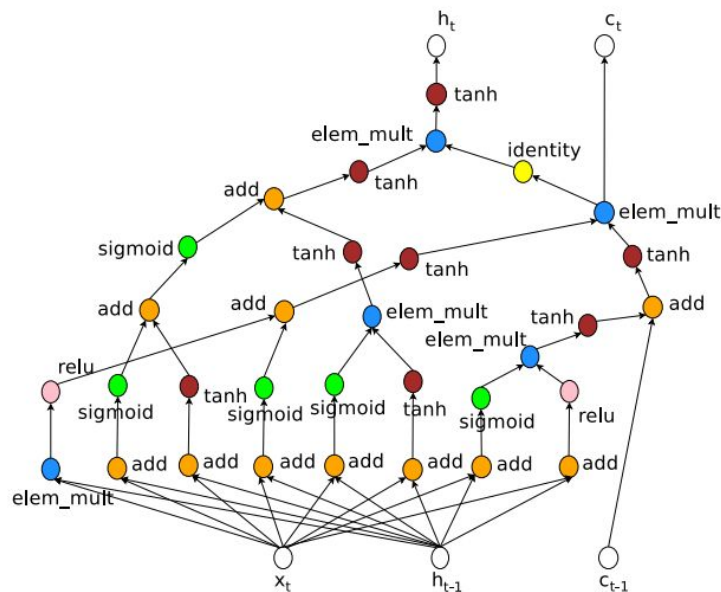 h_t
c_t
tanh
elem_mult
identity
tanh
add
elem_mult
sigmoid
tanh
tanh
tanh
add
add
elem_mult
tanh
add
elem_mult
relu
sigmoid
tanh
sigmoid
sigmoid
tanh
sigmoid
relu
elem_mult
add
add
add
add
add
add
add
x_t
h_t-1
c_t-1